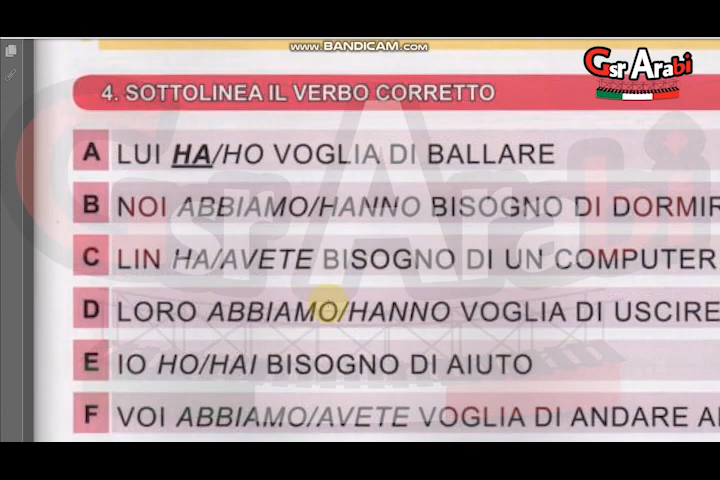 www.BANDICAM.com
Gsr Arabi
4. SOTTOLINEA IL VERBO CORRETTO
A LUI HA/HO VOGLIA DI BALLARE
B NOI ABBIAMO/HANNO BISOGNO DI DORMIR
C LIN HA/AVETE BISOGNO DI UN COMPUTER
D LORO ABBIAMO/HANNO VOGLIA DI USCIRE
E IO HO/HAI BISOGNO DI AIUTO
F VOI ABBIAMO/AVETE VOGLIA DI ANDARE A